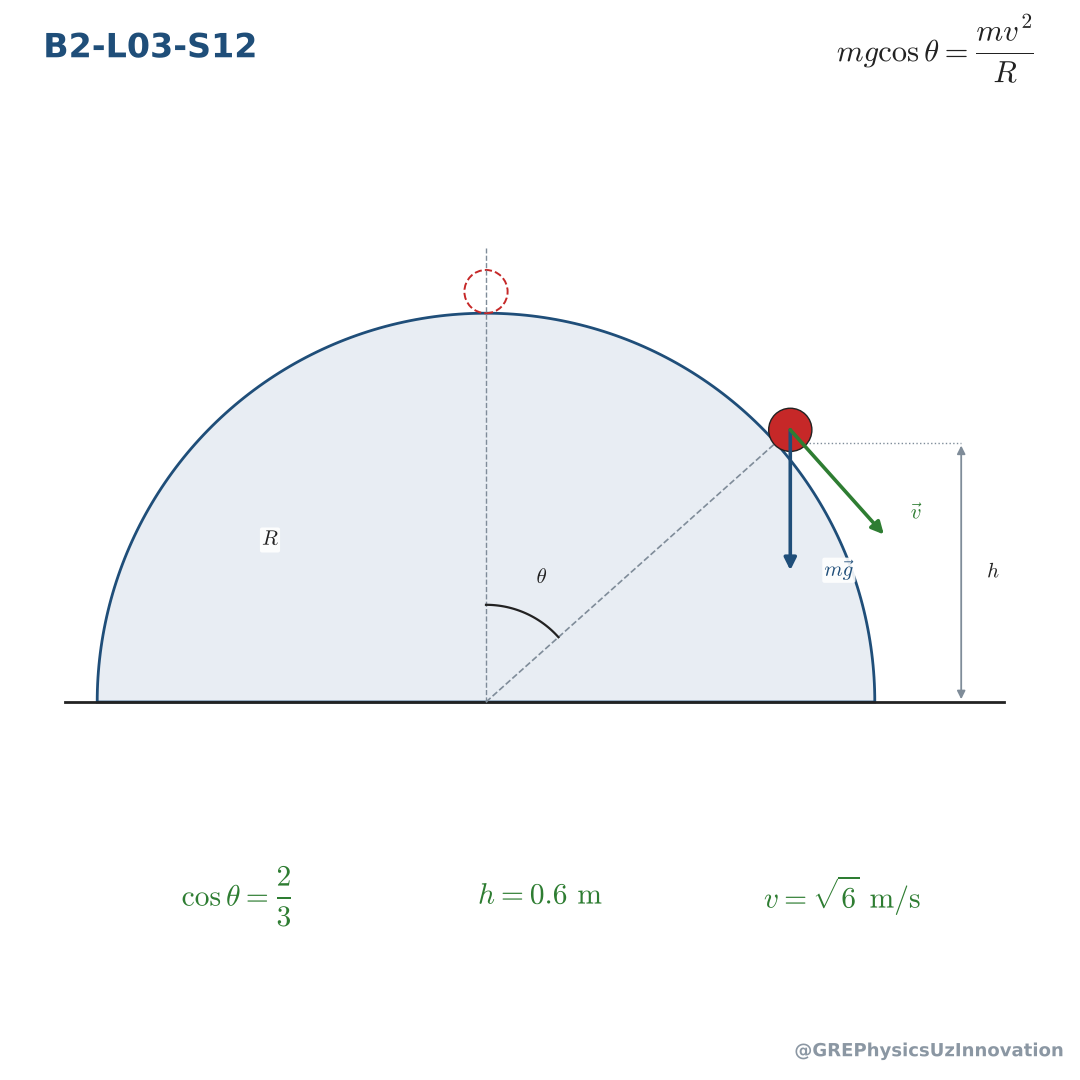 B2-L03-S12
mg cos θ = mv²/R
R
θ
v⃗
mg⃗
h
cos θ = 2/3
h = 0.6 m
v = √6 m/s
@GREPhysicsUzInnovation